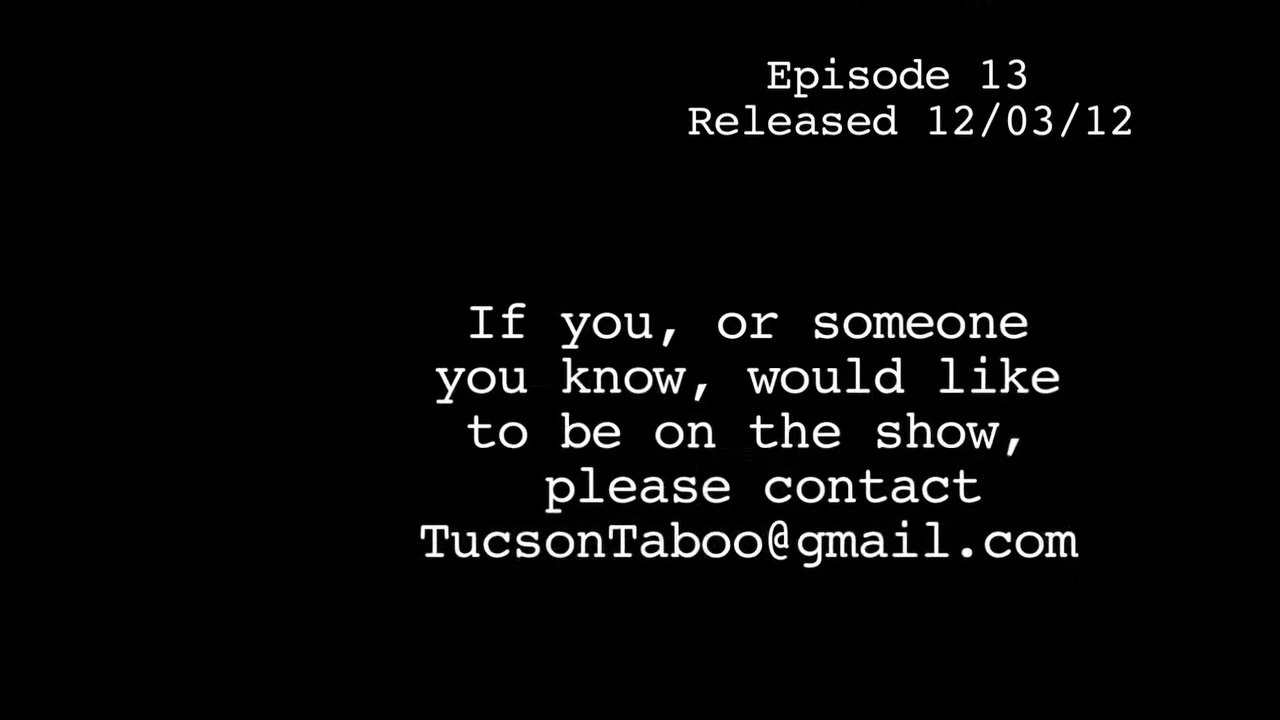 Episode 13
Released 12/03/12
If you, or someone
you know, would like
to be on the show,
please contact
TucsonTaboo@gmail.com